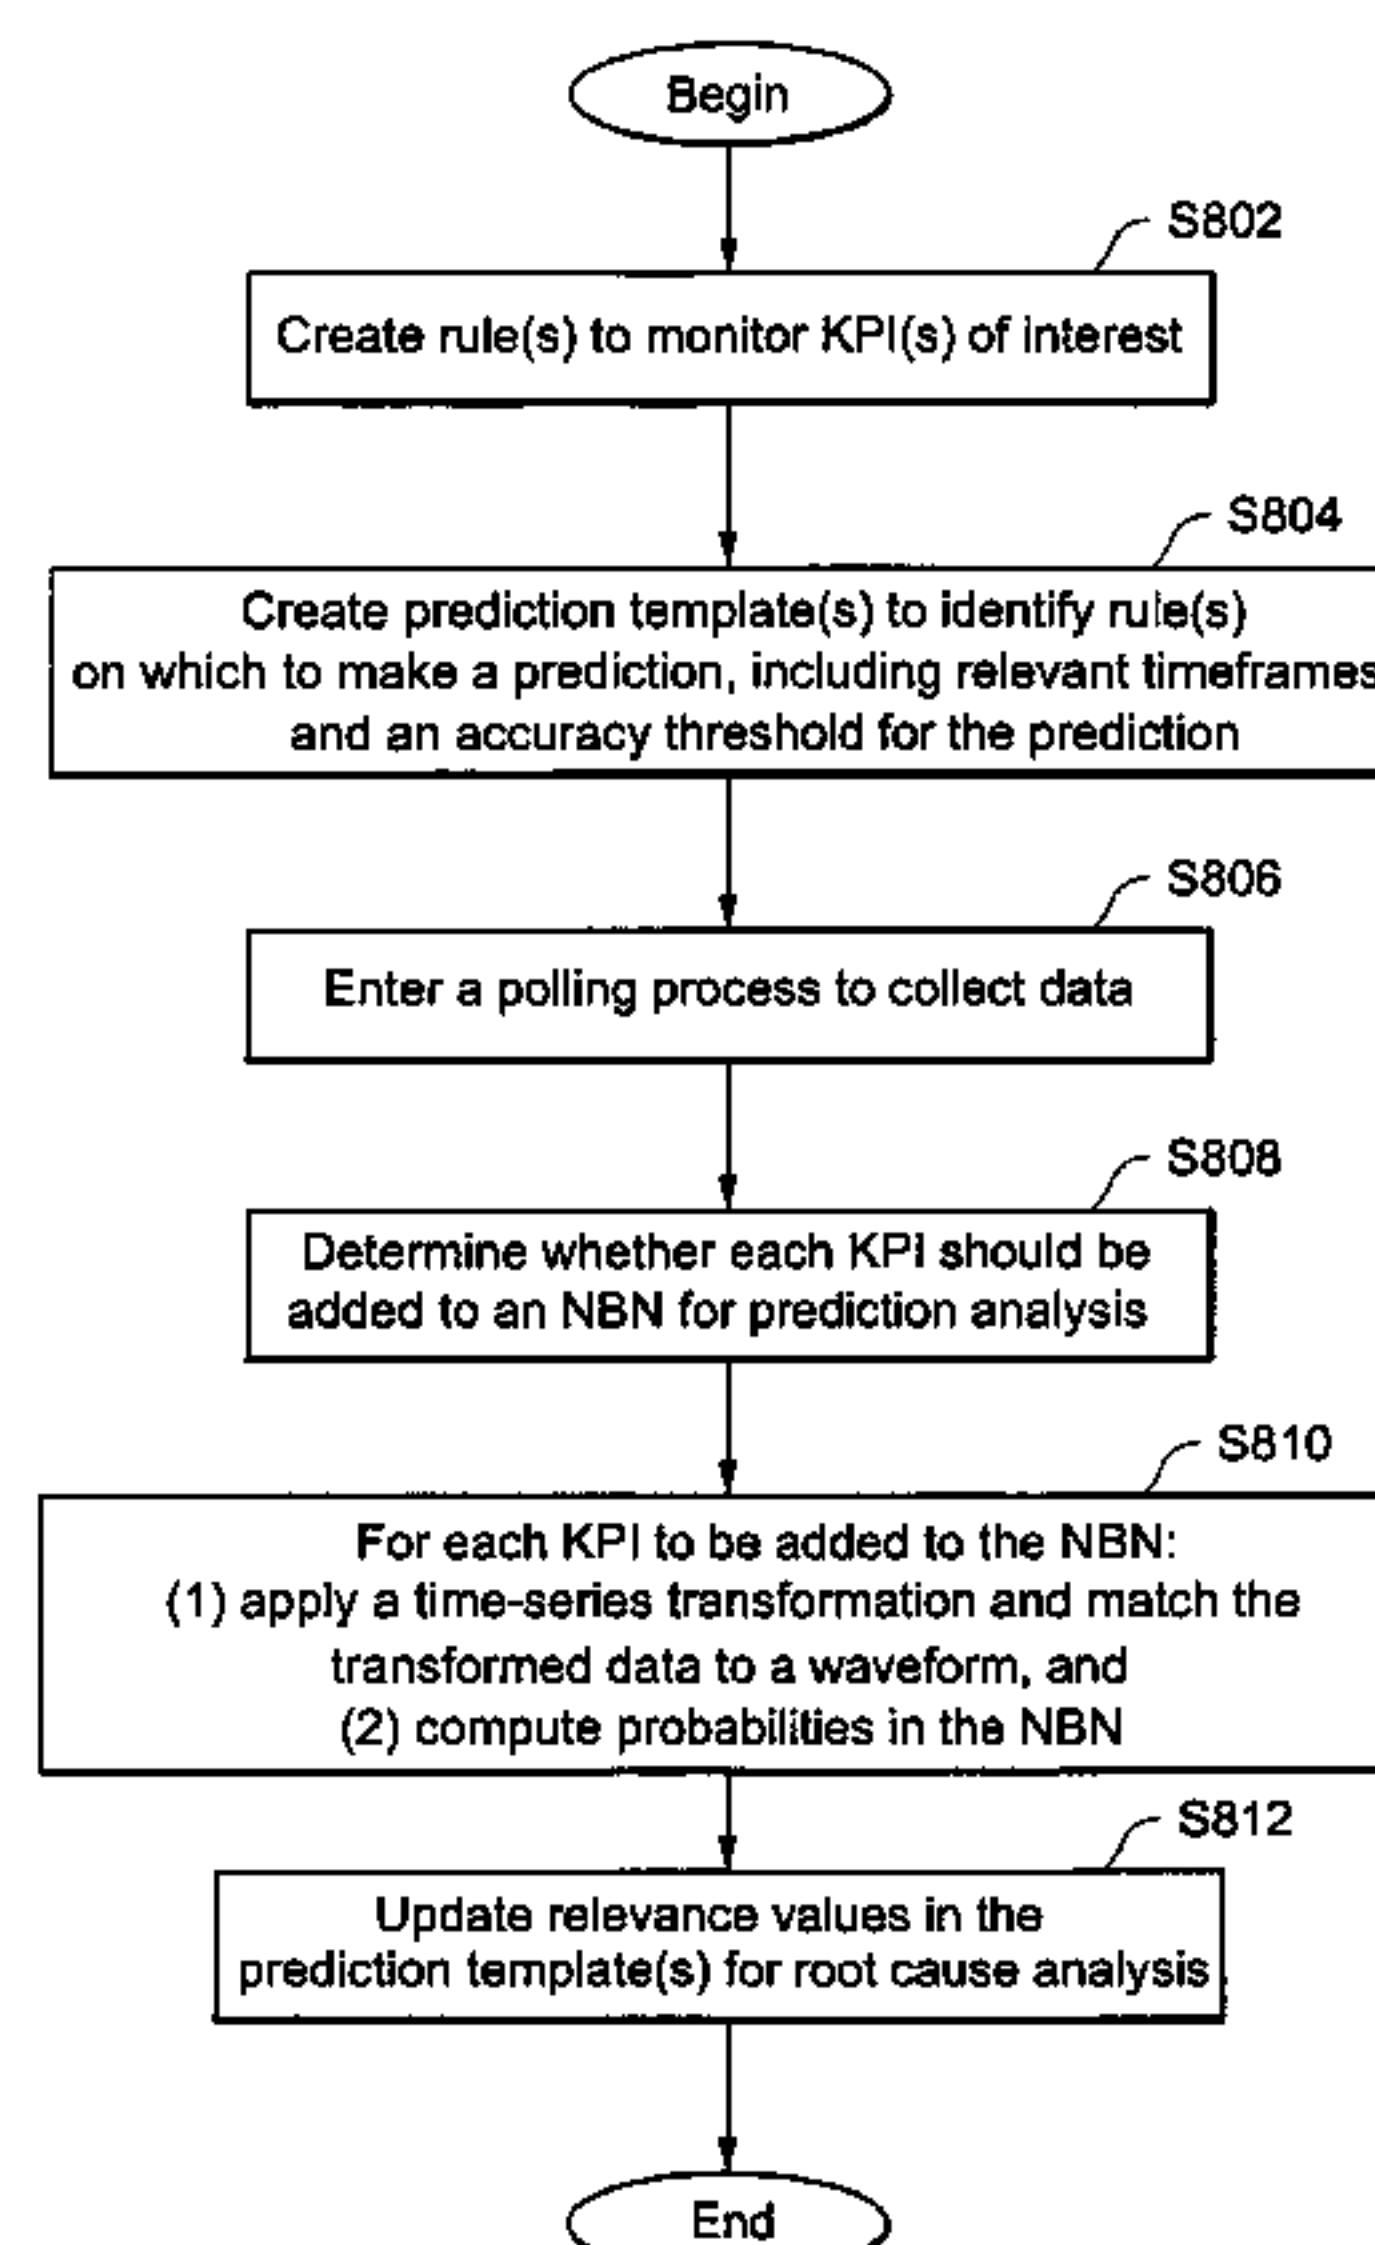 Begin
S802
Create rule(s) to monitor KPI(s) of interest
S804
Create prediction template(s) to identify rule(s)
on which to make a prediction, including relevant timeframes
and an accuracy threshold for the prediction
S806
Enter a polling process to collect data
S808
Determine whether each KPI should be
added to an NBN for prediction analysis
S810
For each KPI to be added to the NBN:
(1) apply a time-series transformation and match the
transformed data to a waveform, and
(2) compute probabilities in the NBN
S812
Update relevance values in the
prediction template(s) for root cause analysis
End